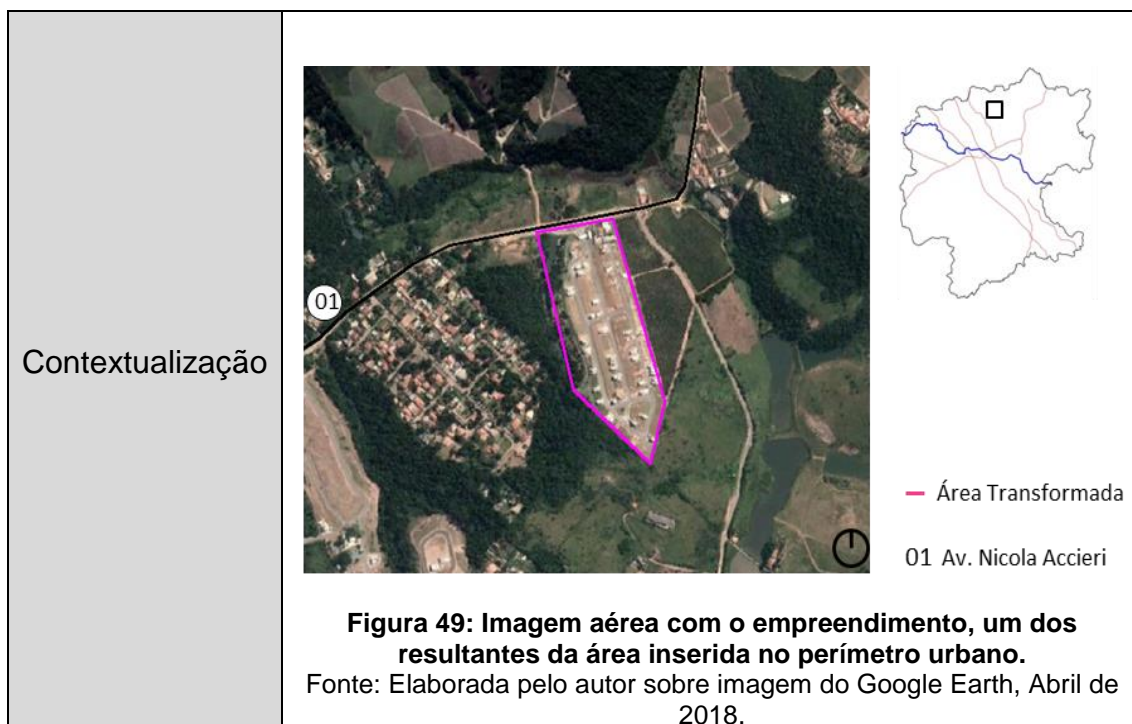 Contextualização
01
Área Transformada
01 Av. Nicola Accieri
Figura 49: Imagem aérea com o empreendimento, um dos
resultantes da área inserida no perímetro urbano.
Fonte: Elaborada pelo autor sobre imagem do Google Earth, Abril de
2018.